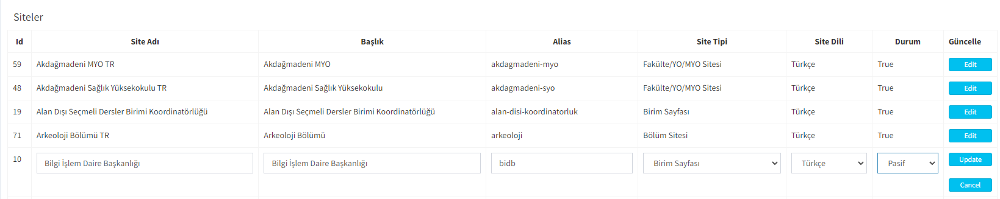 Siteler
Id Site Adı Başlık Alias Site Tipi Site Dili Durum Güncelle
59 Akdağmadeni MYO TR Akdağmadeni MYO akdagmadeni-myo Fakülte/YO/MYO Sitesi Türkçe True Edit
48 Akdağmadeni Sağlık Yüksekokulu TR Akdağmadeni Sağlık Yüksekokulu akdagmadeni-syo Fakülte/YO/MYO Sitesi Türkçe True Edit
19 Alan Dışı Seçmeli Dersler Birimi Koordinatörlüğü Alan Dışı Seçmeli Dersler Birimi Koordinatörlüğü alan-disi-koordinatorluk Birim Sayfası Türkçe True Edit
71 Arkeoloji Bölümü TR Arkeoloji Bölümü arkeoloji Bölüm Sitesi Türkçe True Edit
10 Bilgi İşlem Daire Başkanlığı Bilgi İşlem Daire Başkanlığı bidb Birim Sayfası Türkçe Pasif Update
Cancel